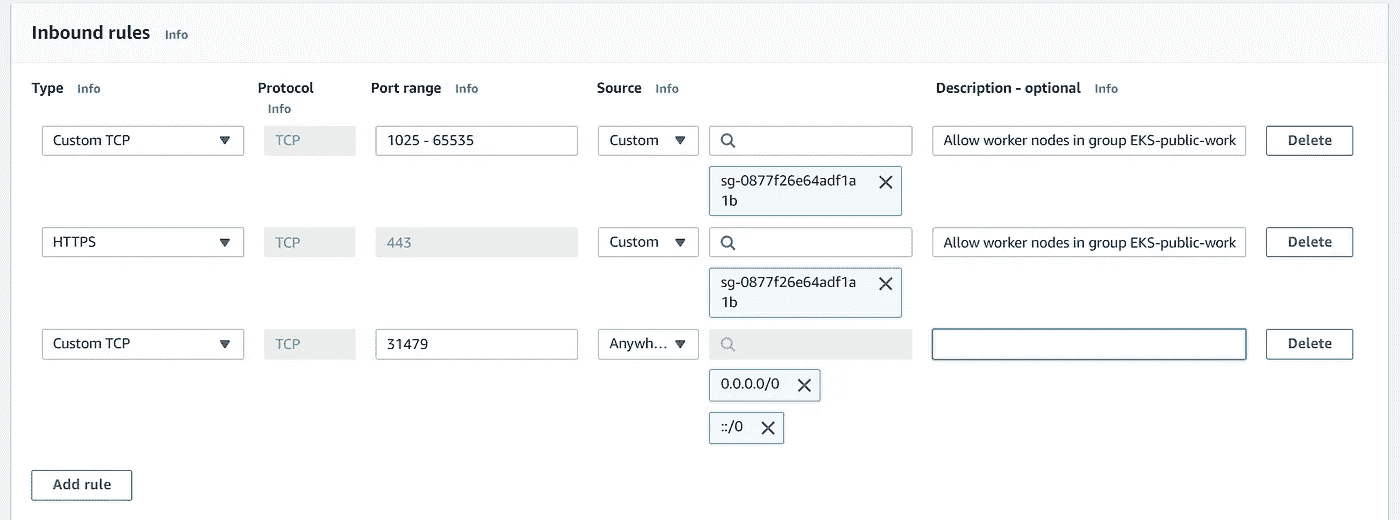 Inbound rules Info
Type Info Protocol Port range Info Source Info Description - optional Info
Info
Custom TCP TCP 1025 - 65535 Custom Allow worker nodes in group EKS-public-work Delete
sg-0877f26e64adf1a
1b
HTTPS TCP 443 Custom Allow worker nodes in group EKS-public-work Delete
sg-0877f26e64adf1a
1b
Custom TCP TCP 31479 Anywh... Delete
0.0.0.0/0
::/0
Add rule